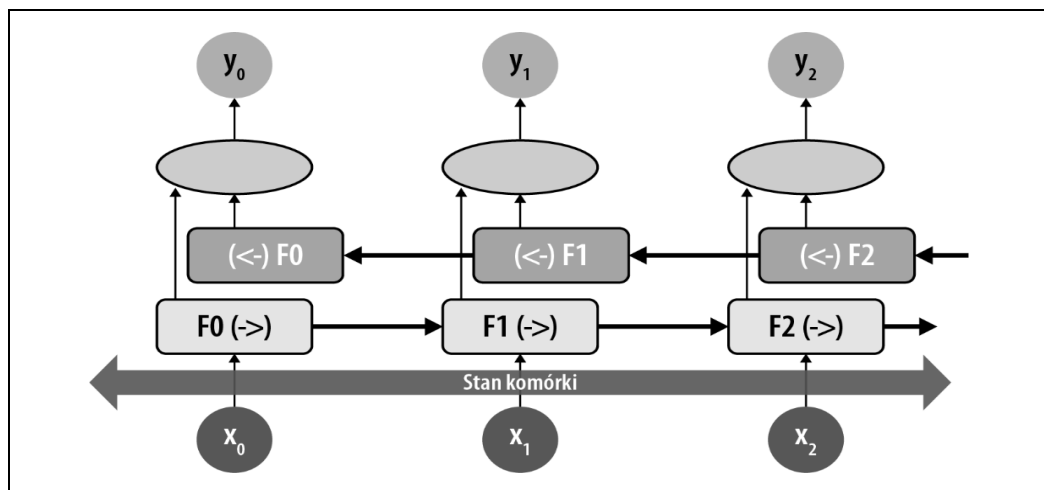 y₀ y₁ y₂
(<-) F0 (<-) F1 (<-) F2
F0 (->) F1 (->) F2 (->)
Stan komórki
x₀ x₁ x₂